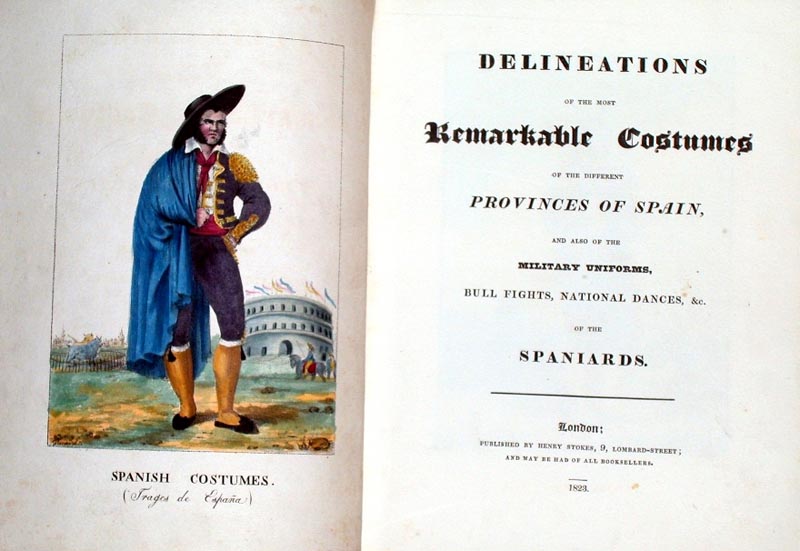 SPANISH COSTUMES.
(Trages de España)
DELINEATIONS
OF THE MOST
Remarkable Costumes
OF THE DIFFERENT
PROVINCES OF SPAIN,
AND ALSO OF THE
MILITARY UNIFORMS,
BULL FIGHTS, NATIONAL DANCES, &c.
OF THE
SPANIARDS.
London:
PUBLISHED BY HENRY STOKES, 9, LOMBARD-STREET;
AND MAY BE HAD OF ALL BOOKSELLERS.
1823.